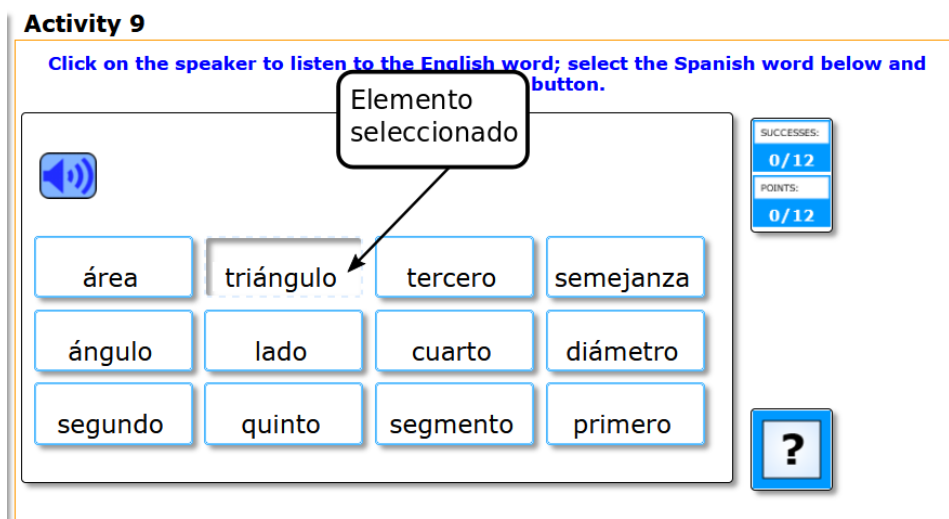 Activity 9
Click on the speaker to listen to the English word; select the Spanish word below and
button.
Elemento
seleccionado
SUCCESSES:
0/12
POINTS:
0/12
área triángulo tercero semejanza
ángulo lado cuarto diámetro
segundo quinto segmento primero
?